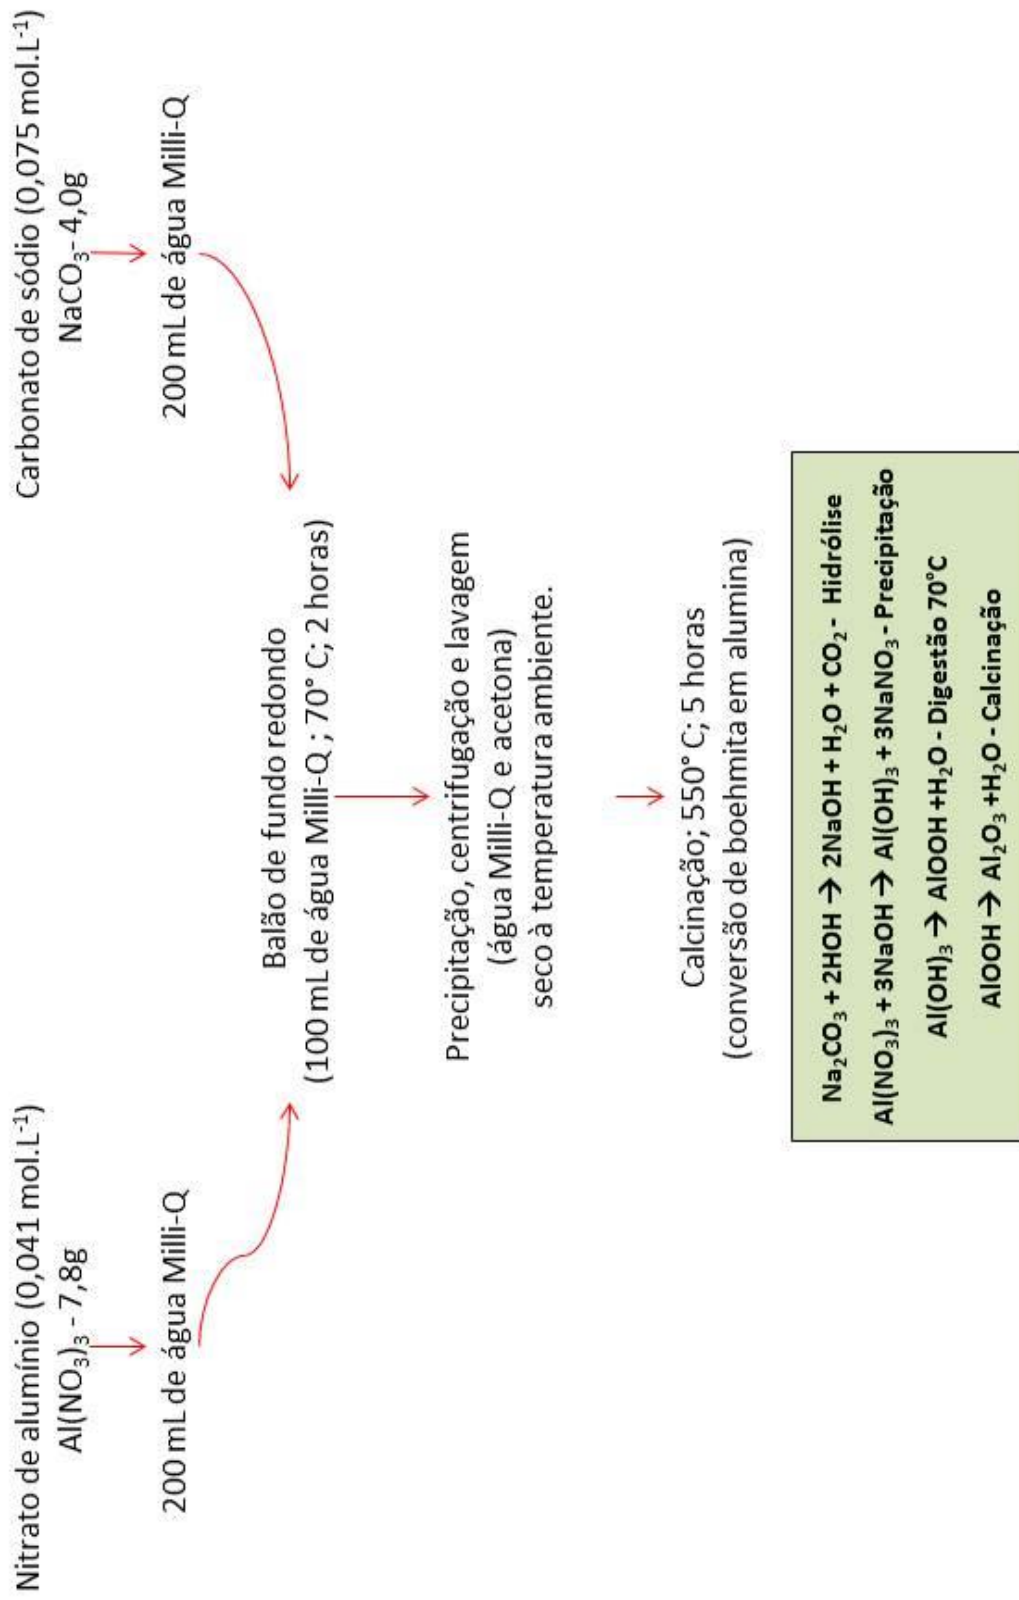 Nitrato de alumínio (0,041 mol.L⁻¹)
Al(NO₃)₃ - 7,8g
200 mL de água Milli-Q
Carbonato de sódio (0,075 mol.L⁻¹)
NaCO₃- 4,0g
200 mL de água Milli-Q
Balão de fundo redondo
(100 mL de água Milli-Q ; 70° C; 2 horas)
Precipitação, centrifugação e lavagem
(água Milli-Q e acetona)
seco à temperatura ambiente.
Calcinação; 550° C; 5 horas
(conversão de boehmita em alumina)
Na₂CO₃ + 2HOH → 2NaOH + H₂O + CO₂ - Hidrólise
Al(NO₃)₃ + 3NaOH → Al(OH)₃ + 3NaNO₃ - Precipitação
Al(OH)₃ → AlOOH +H₂O - Digestão 70°C
AlOOH → Al₂O₃ +H₂O - Calcinação